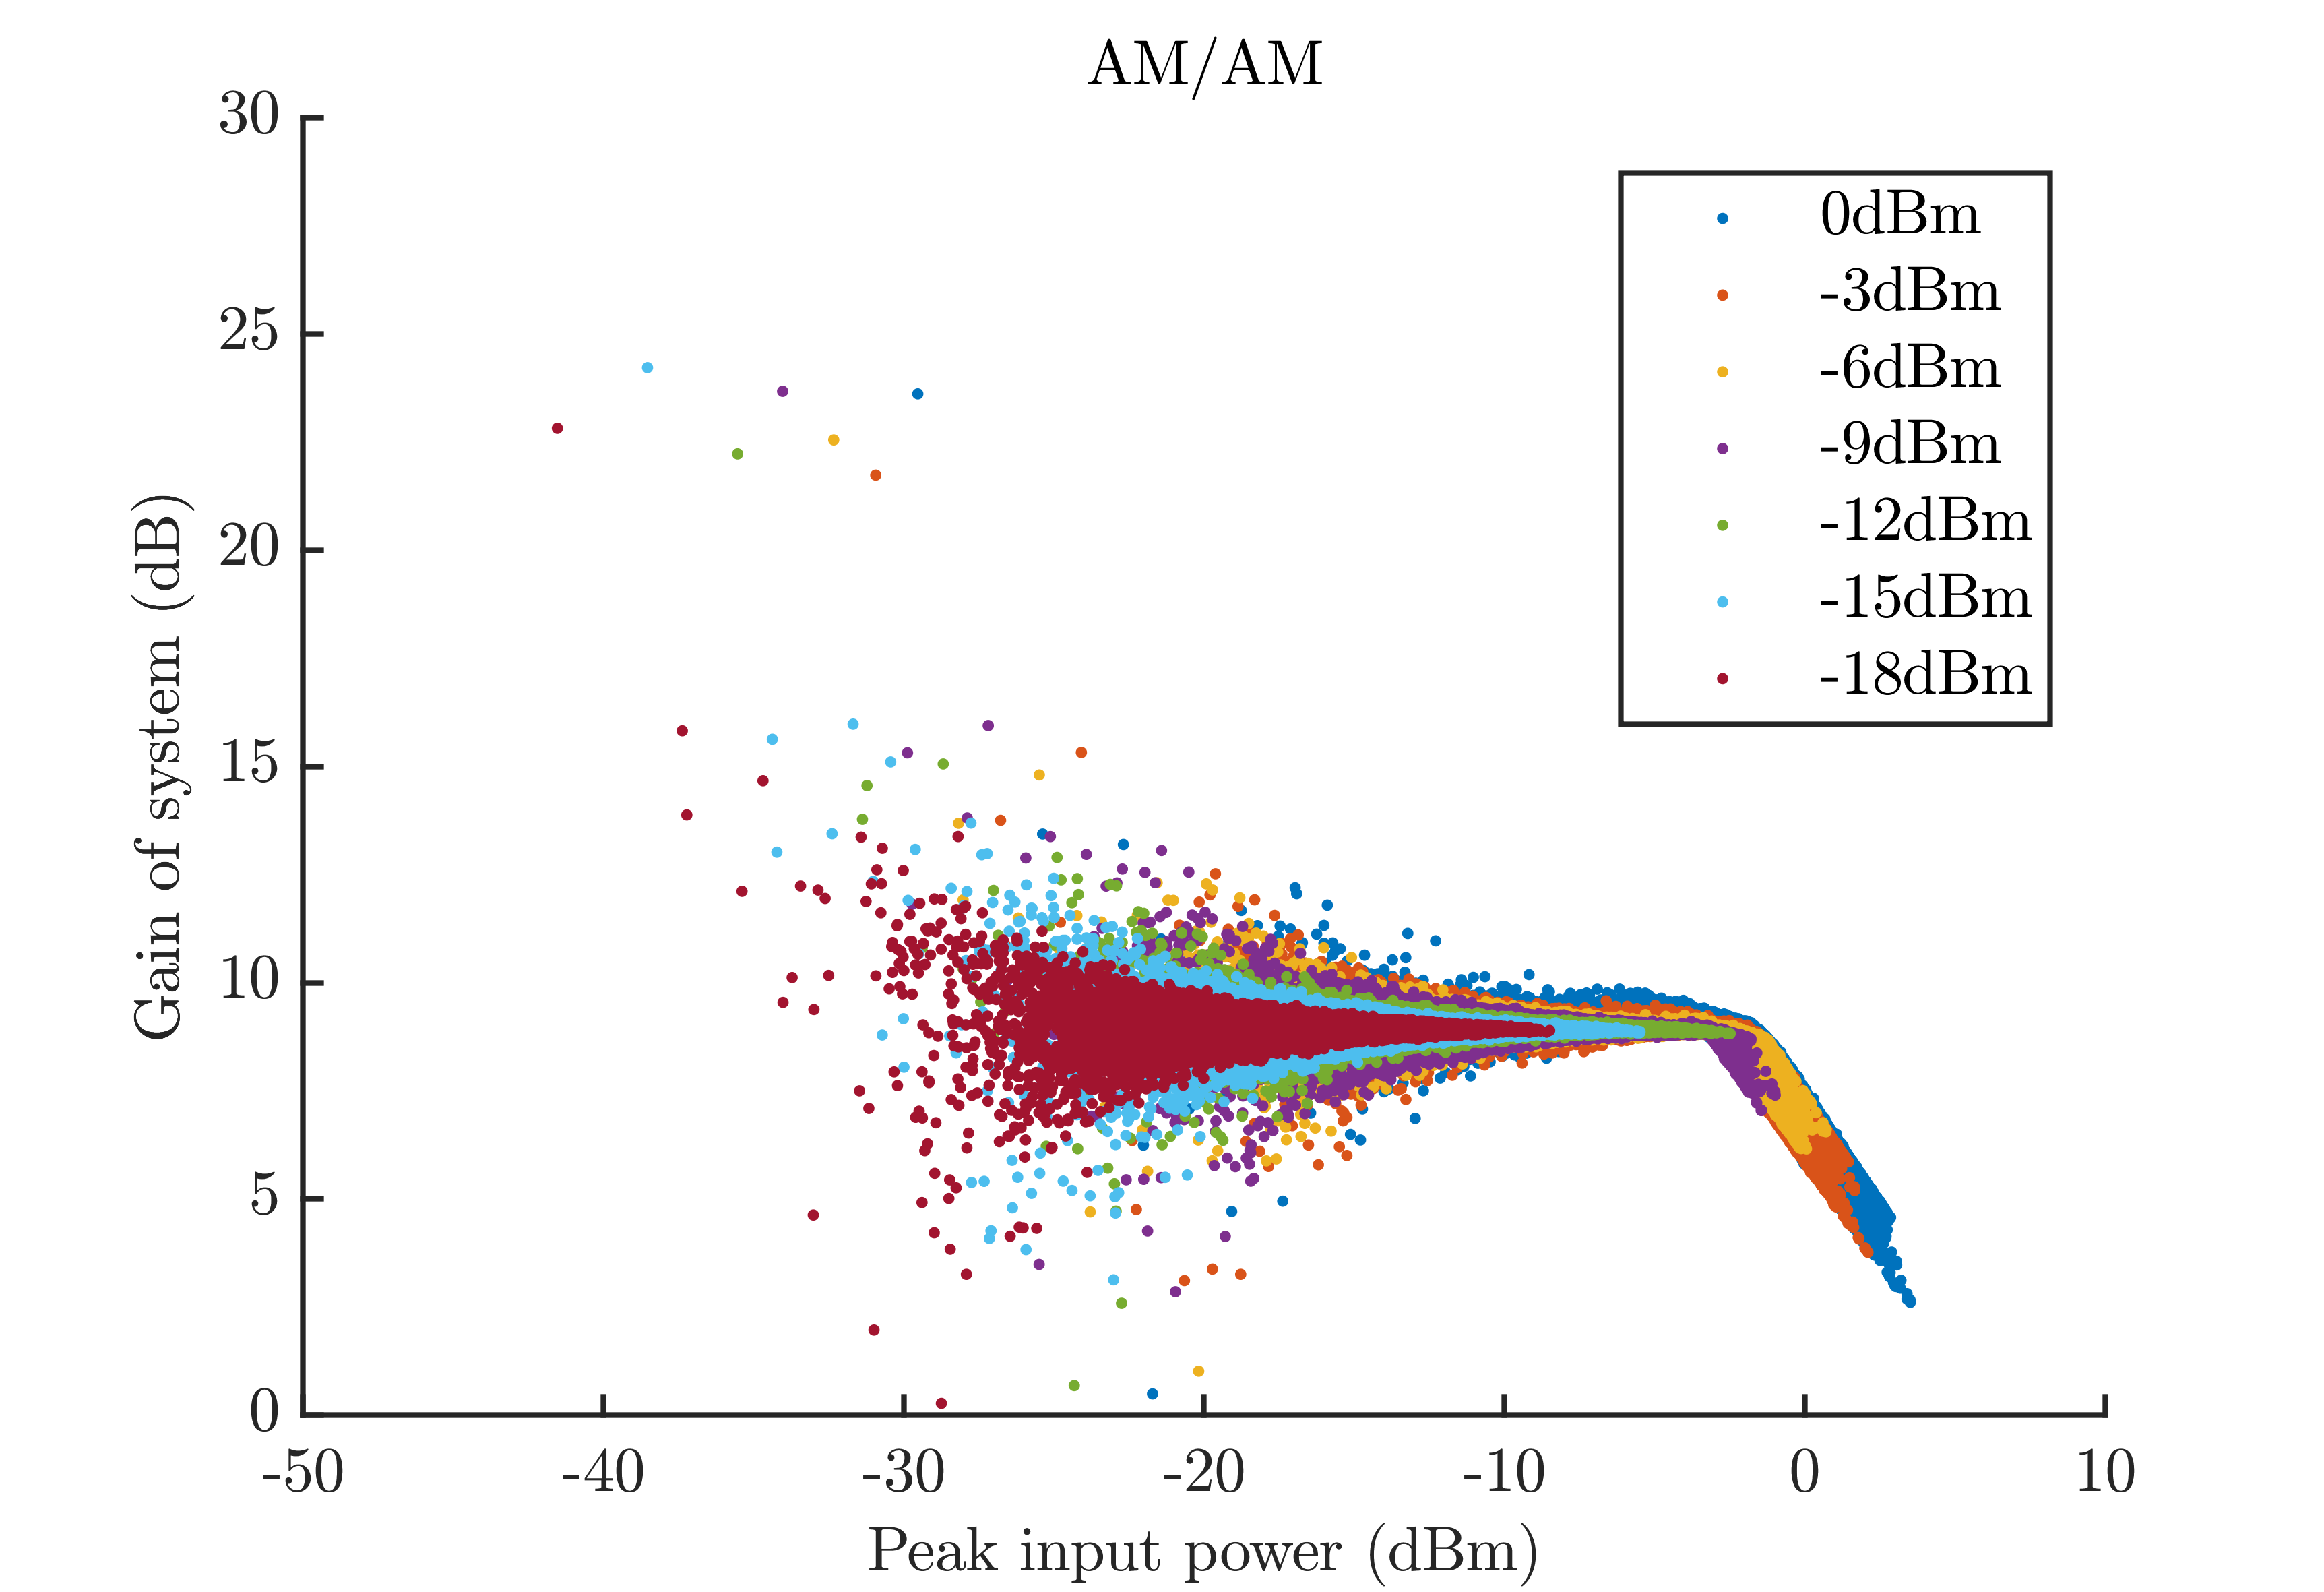 AM/AM
30
25
20
15
10
5
0
Gain of system (dB)
0dBm
-3dBm
-6dBm
-9dBm
-12dBm
-15dBm
-18dBm
-50 -40 -30 -20 -10 0 10
Peak input power (dBm)